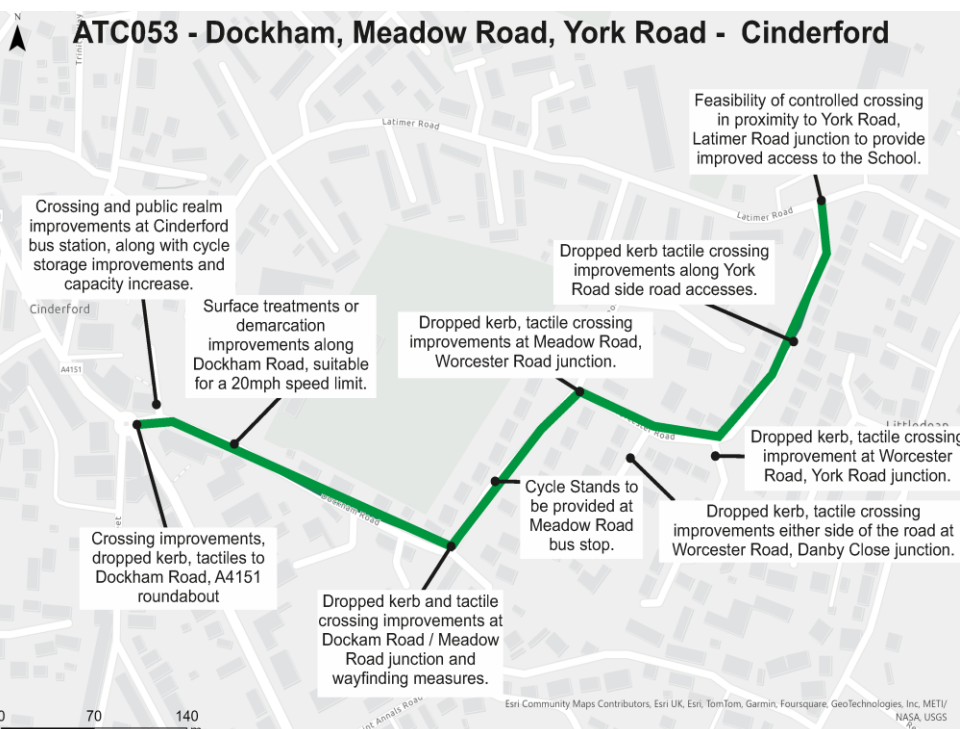 N
ATC053 - Dockham, Meadow Road, York Road - Cinderford
Latimer Road
Feasibility of controlled crossing
in proximity to York Road,
Latimer Road junction to provide
improved access to the School.
Latimer Road
Crossing and public realm
improvements at Cinderford
bus station, along with cycle
storage improvements and
capacity increase.
Dropped kerb tactile crossing
improvements along York
Road side road accesses.
Cinderford
Surface treatments or
demarcation
improvements along
Dockham Road, suitable
for a 20mph speed limit.
Dropped kerb, tactile crossing
improvements at Meadow Road,
Worcester Road junction.
A4151
Littledean
Road
Dropped kerb, tactile crossing
improvement at Worcester
Road, York Road junction.
Cycle Stands to
be provided at
Meadow Road
bus stop.
Dockham Road
Dropped kerb, tactile crossing
improvements either side of the road at
Worcester Road, Danby Close junction.
Crossing improvements,
dropped kerb, tactiles to
Dockham Road, A4151
roundabout
Dropped kerb and tactile
crossing improvements at
Dockam Road / Meadow
Road junction and
wayfinding measures.
Annals Road
0 70 140
Esri Community Maps Contributors, Esri UK, Esri, TomTom, Garmin, Foursquare, GeoTechnologies, Inc, METI/
NASA, USGS